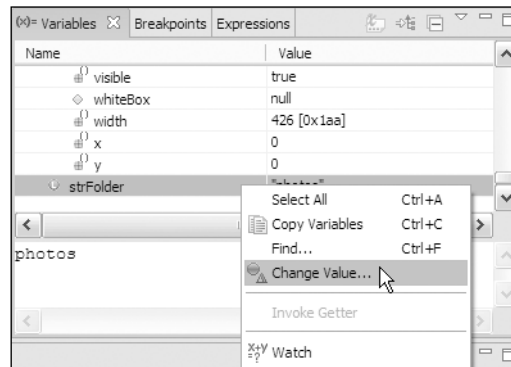 (x)= Variables Breakpoints Expressions
Name Value
visible true
whiteBox null
width 426 [0x1aa]
x 0
y 0
strFolder "photos"
Select All Ctrl+A
Copy Variables Ctrl+C
Find... Ctrl+F
Change Value...
Invoke Getter
x+y=? Watch
photos